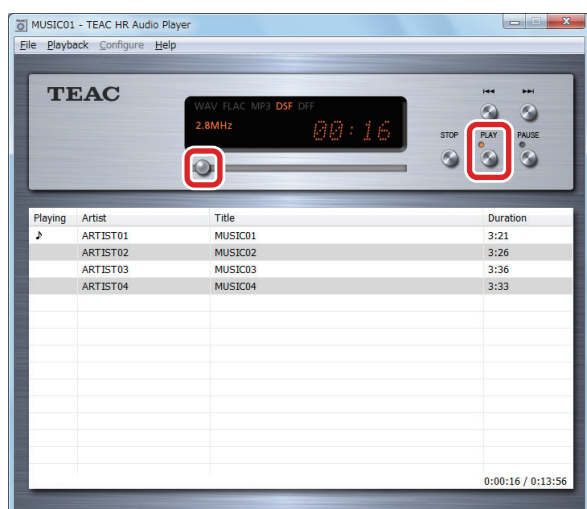 MUSIC01 - TEAC HR Audio Player
File Playback Configure Help
TEAC
WAV FLAC MP3 DSF DFF
2.8MHz
00:16
STOP PLAY PAUSE
Playing Artist Title Duration
♪ ARTIST01 MUSIC01 3:21
ARTIST02 MUSIC02 3:26
ARTIST03 MUSIC03 3:36
ARTIST04 MUSIC04 3:33
0:00:16 / 0:13:56